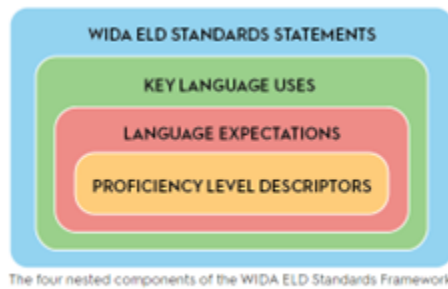 WIDA ELD STANDARDS STATEMENTS
KEY LANGUAGE USES
LANGUAGE EXPECTATIONS
PROFICIENCY LEVEL DESCRIPTORS
The four nested components of the WIDA ELD Standards Framework